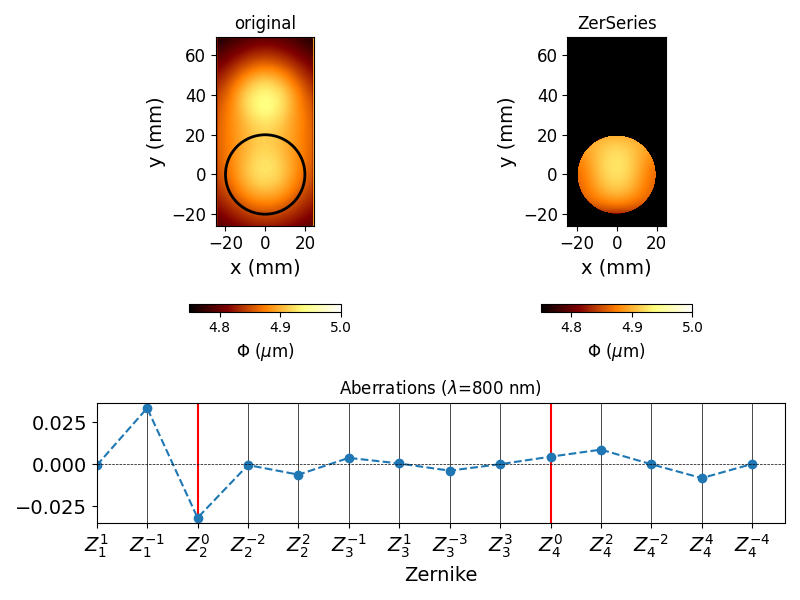 original
ZerSeries
y (mm)
60
40
20
0
−20
−20 0 20
x (mm)
y (mm)
60
40
20
0
−20
−20 0 20
x (mm)
4.8 4.9 5.0
Φ (μm)
4.8 4.9 5.0
Φ (μm)
Aberrations (λ=800 nm)
0.025
0.000
−0.025
Z₁¹ Z₁⁻¹ Z₂⁰ Z₂⁻² Z₂² Z₃⁻¹ Z₃¹ Z₃⁻³ Z₃³ Z₄⁰ Z₄² Z₄⁻² Z₄⁴ Z₄⁻⁴
Zernike